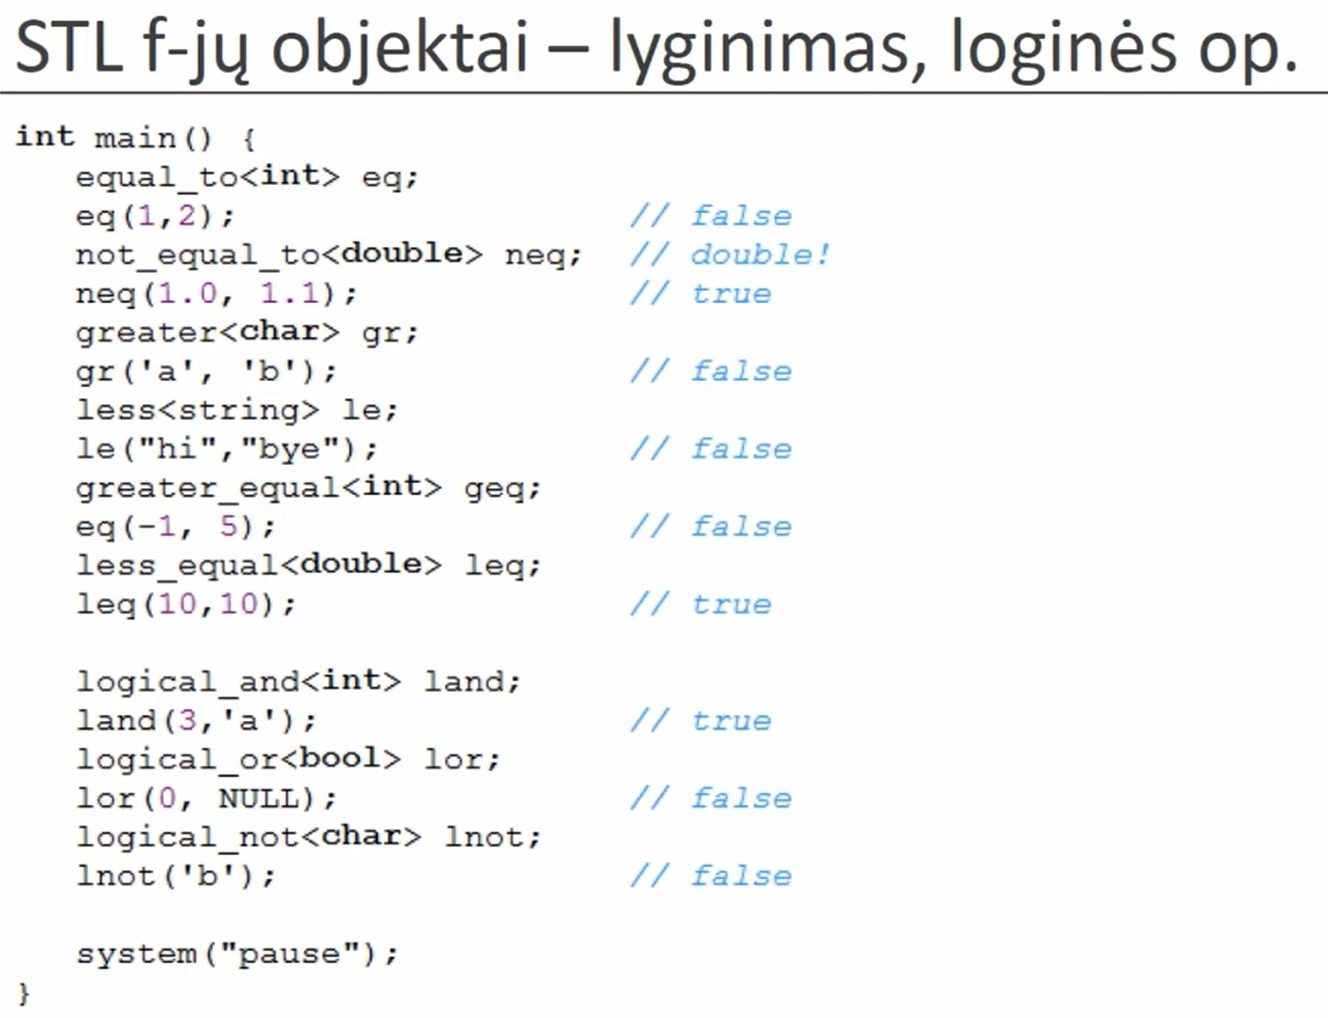 STL f-jų objektai – lyginimas, loginės op.
int main() {
equal_to<int> eq;
eq(1,2); // false
not_equal_to<double> neq; // double!
neq(1.0, 1.1); // true
greater<char> gr;
gr('a', 'b'); // false
less<string> le;
le("hi","bye"); // false
greater_equal<int> geq;
eq(-1, 5); // false
less_equal<double> leq;
leq(10,10); // true
logical_and<int> land;
land(3,'a'); // true
logical_or<bool> lor;
lor(0, NULL); // false
logical_not<char> lnot;
lnot('b'); // false
system("pause");
}